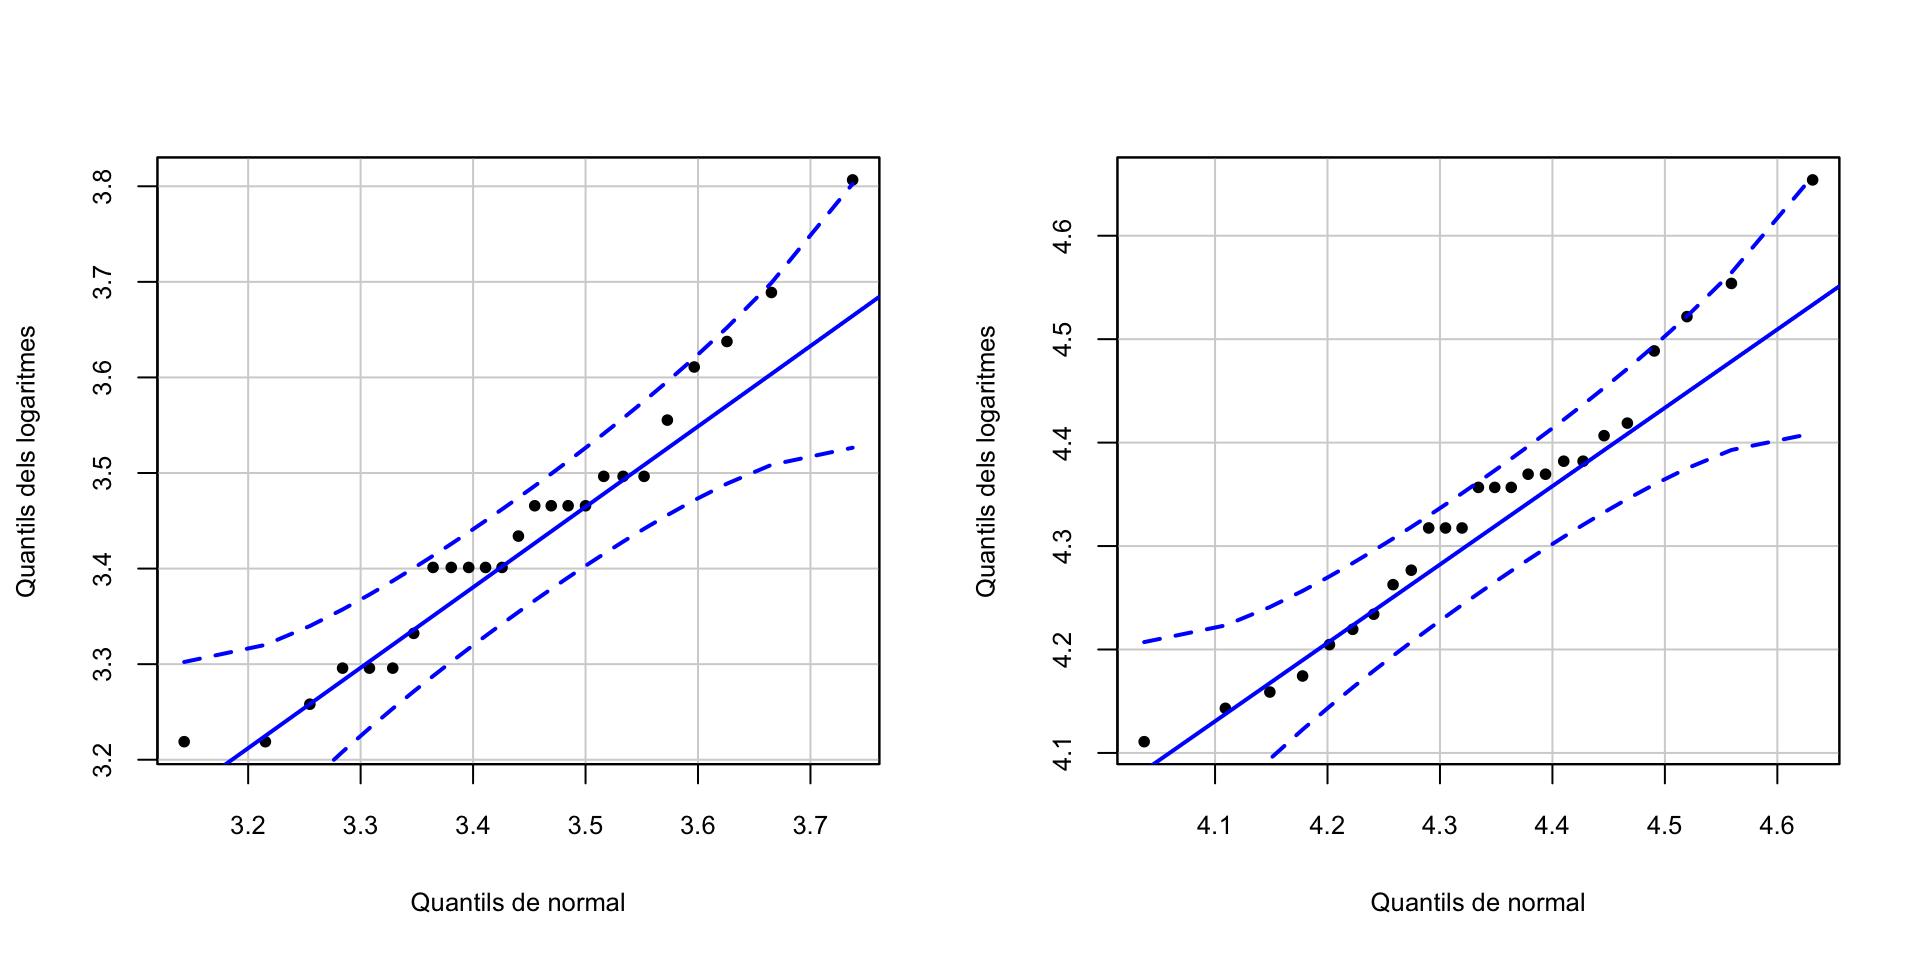 Quantils dels logaritmes
3.8
3.7
3.6
3.5
3.4
3.3
3.2
3.2 3.3 3.4 3.5 3.6 3.7
Quantils de normal
Quantils dels logaritmes
4.6
4.5
4.4
4.3
4.2
4.1
4.1 4.2 4.3 4.4 4.5 4.6
Quantils de normal